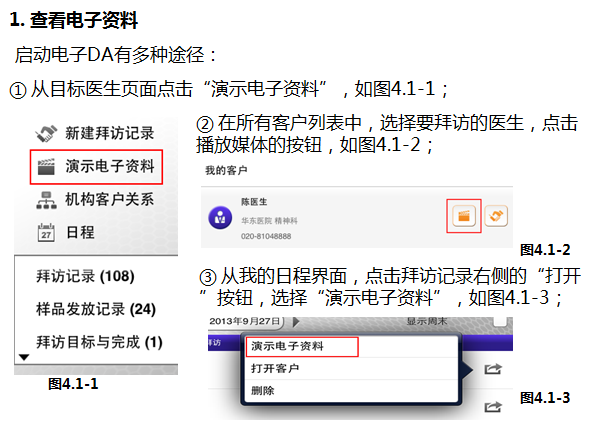 1. 查看电子资料
启动电子DA有多种途径：
① 从目标医生页面点击“演示电子资料”，如图4.1-1；
新建拜访记录
演示电子资料
机构客户关系
27
日程
拜访记录 (108)
样品发放记录 (24)
拜访目标与完成 (1)
图4.1-1
② 在所有客户列表中，选择要拜访的医生，点击
播放媒体的按钮，如图4.1-2；
我的客户
陈医生
华东医院 精神科
020-81048888
图4.1-2
③ 从我的日程界面，点击拜访记录右侧的“打开
”按钮，选择“演示电子资料”，如图4.1-3；
2013年9月27日
显示周末
拜访
演示电子资料
打开客户
删除
图4.1-3